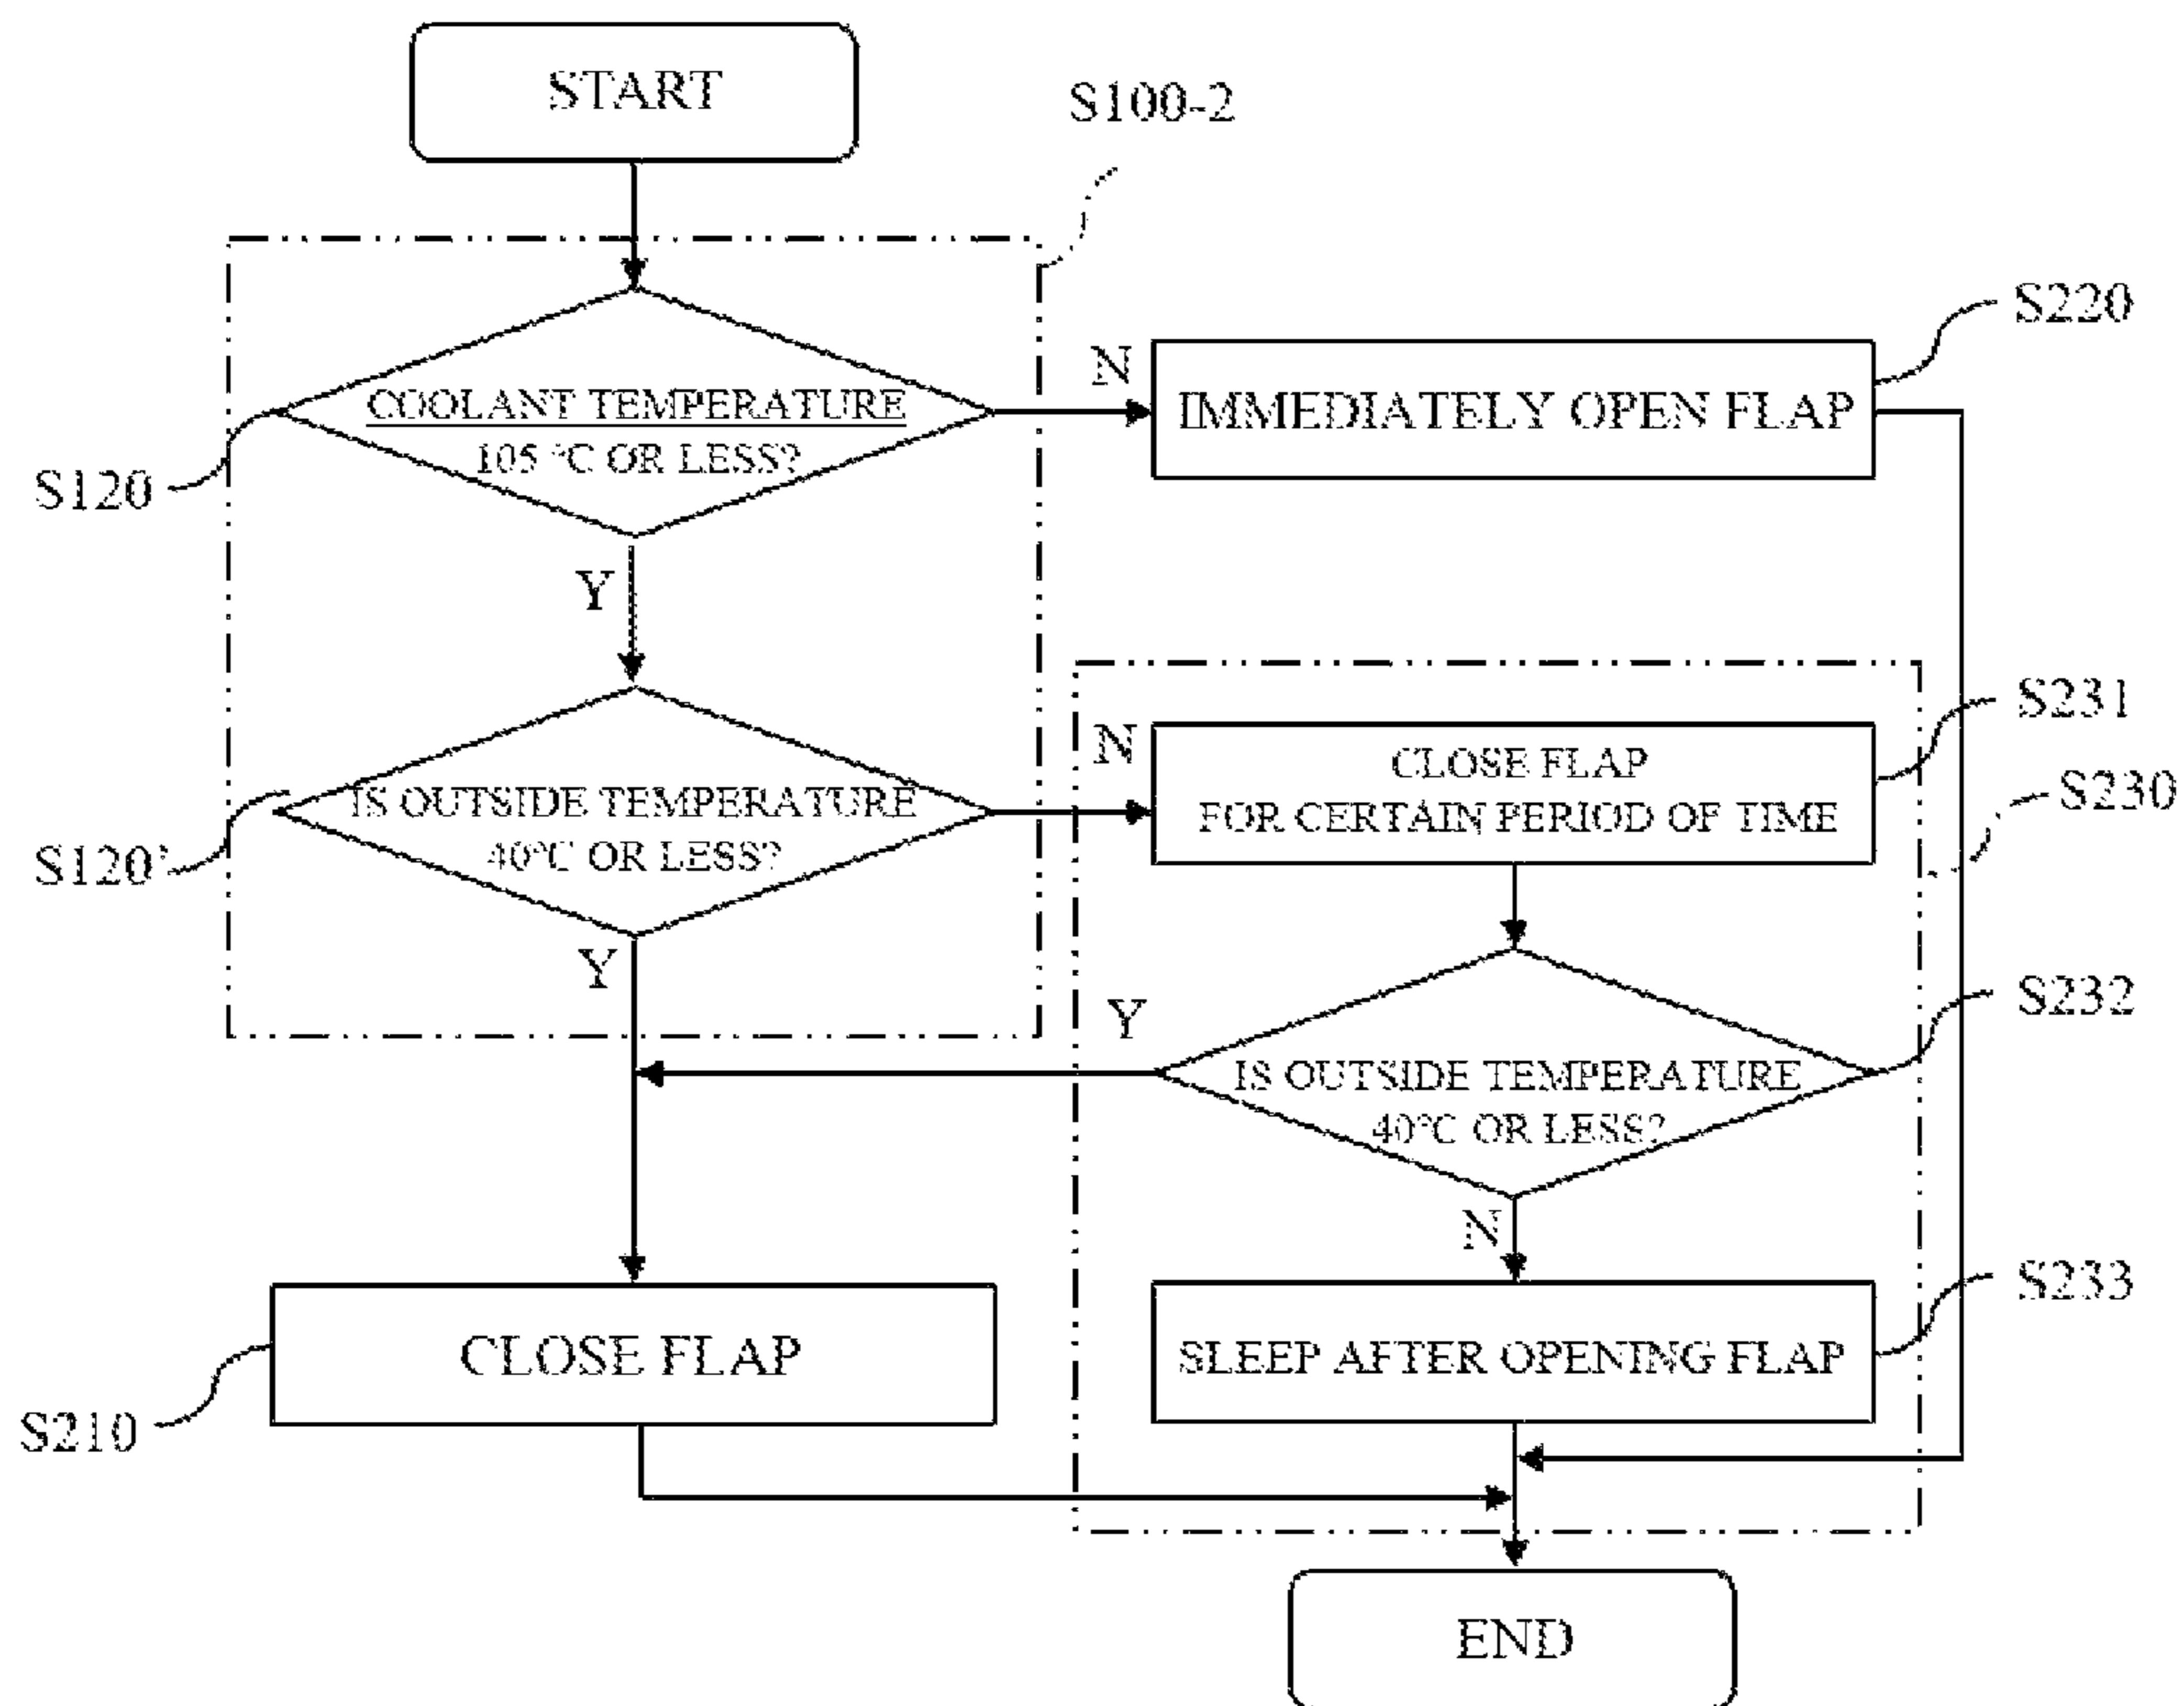 START
S100-2
COOLANT TEMPERATURE
105 °C OR LESS?
S120
N
IMMEDIATELY OPEN FLAP
S220
Y
IS OUTSIDE TEMPERATURE
40°C OR LESS?
S120'
N
CLOSE FLAP
FOR CERTAIN PERIOD OF TIME
S231
S230
Y
Y
IS OUTSIDE TEMPERATURE
40°C OR LESS?
S232
N
CLOSE FLAP
S210
SLEEP AFTER OPENING FLAP
S233
END